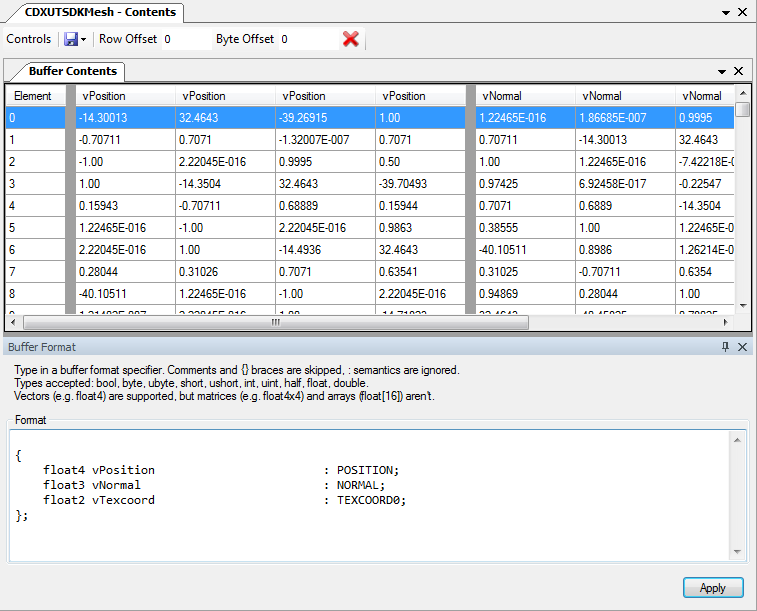 CDXUTSDKMesh - Contents
Controls Row Offset 0 Byte Offset 0
Buffer Contents
Element vPosition vPosition vPosition vPosition vNormal vNormal vNormal
0 -14.30013 32.4643 -39.26915 1.00 1.22465E-016 1.86685E-007 0.9995
1 -0.70711 0.7071 -1.32007E-007 0.7071 0.70711 -14.30013 32.4643
2 -1.00 2.22045E-016 0.9995 0.50 1.00 1.22465E-016 -7.42218E-0
3 1.00 -14.3504 32.4643 -39.70493 0.97425 6.92458E-017 -0.22547
4 0.15943 -0.70711 0.68889 0.15944 0.7071 0.6889 -14.3504
5 1.22465E-016 -1.00 2.22045E-016 0.9863 0.38555 1.00 1.22465E-0
6 2.22045E-016 1.00 -14.4936 32.4643 -40.10511 0.8986 1.26214E-0
7 0.28044 0.31026 0.7071 0.63541 0.31025 -0.70711 0.6354
8 -40.10511 1.22465E-016 -1.00 2.22045E-016 0.94869 0.28044 1.00
Buffer Format
Type in a buffer format specifier. Comments and {} braces are skipped, : semantics are ignored.
Types accepted: bool, byte, ubyte, short, ushort, int, uint, half, float, double.
Vectors (e.g. float4) are supported, but matrices (e.g. float4x4) and arrays (float[16]) aren't.
Format
{
float4 vPosition : POSITION;
float3 vNormal : NORMAL;
float2 vTexcoord : TEXCOORD0;
};
Apply